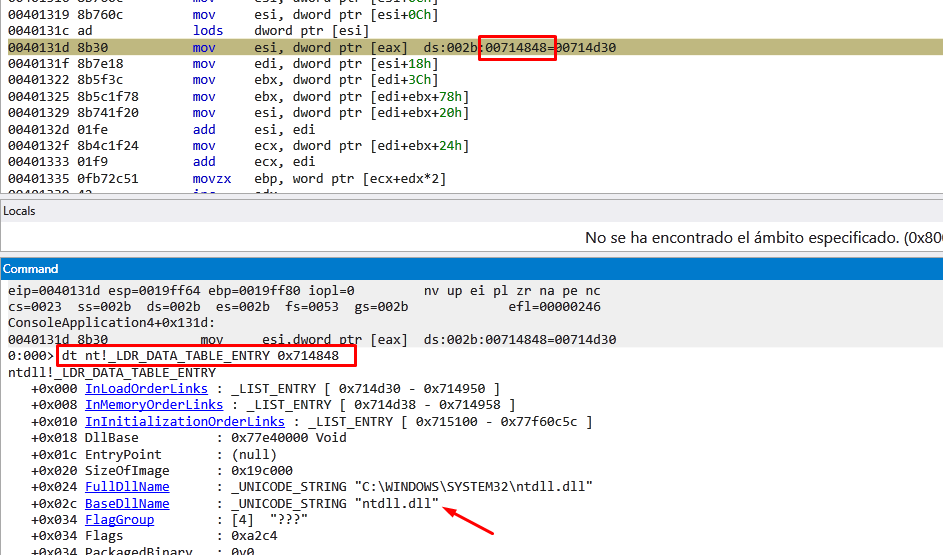 0040131c ad lods dword ptr [esi]
0040131d 8b30 mov esi, dword ptr [eax] ds:002b:00714848=00714d30
0040131f 8b7e18 mov edi, dword ptr [esi+18h]
00401322 8b5f3c mov ebx, dword ptr [edi+3Ch]
00401325 8b5c1f78 mov ebx, dword ptr [edi+ebx+78h]
00401329 8b741f20 mov esi, dword ptr [edi+ebx+20h]
0040132d 01fe add esi, edi
0040132f 8b4c1f24 mov ecx, dword ptr [edi+ebx+24h]
00401333 01f9 add ecx, edi
00401335 0fb72c51 movzx ebp, word ptr [ecx+edx*2]
Locals
No se ha encontrado el ámbito especificado. (0x800
Command
eip=0040131d esp=0019ff64 ebp=0019ff80 iopl=0 nv up ei pl zr na pe nc
cs=0023 ss=002b ds=002b es=002b fs=0053 gs=002b efl=00000246
ConsoleApplication4+0x131d:
0040131d 8b30 mov esi,dword ptr [eax] ds:002b:00714848=00714d30
0:000> dt nt!_LDR_DATA_TABLE_ENTRY 0x714848
ntdll!_LDR_DATA_TABLE_ENTRY
+0x000 InLoadOrderLinks : _LIST_ENTRY [ 0x714d30 - 0x714950 ]
+0x008 InMemoryOrderLinks : _LIST_ENTRY [ 0x714d38 - 0x714958 ]
+0x010 InInitializationOrderLinks : _LIST_ENTRY [ 0x715100 - 0x77f60c5c ]
+0x018 DllBase : 0x77e40000 Void
+0x01c EntryPoint : (null)
+0x020 SizeOfImage : 0x19c000
+0x024 FullDllName : _UNICODE_STRING "C:\WINDOWS\SYSTEM32\ntdll.dll"
+0x02c BaseDllName : _UNICODE_STRING "ntdll.dll"
+0x034 FlagGroup : [4] "???"
+0x034 Flags : 0xa2c4
+0x034 PackagedBinary : 0y0